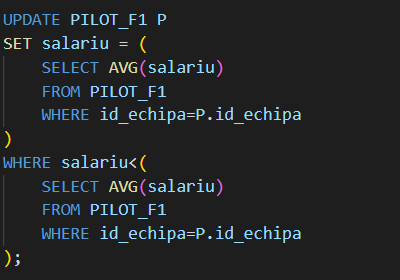 UPDATE PILOT_F1 P
SET salariu = (
    SELECT AVG(salariu)
    FROM PILOT_F1
    WHERE id_echipa=P.id_echipa
)
WHERE salariu<(
    SELECT AVG(salariu)
    FROM PILOT_F1
    WHERE id_echipa=P.id_echipa
);